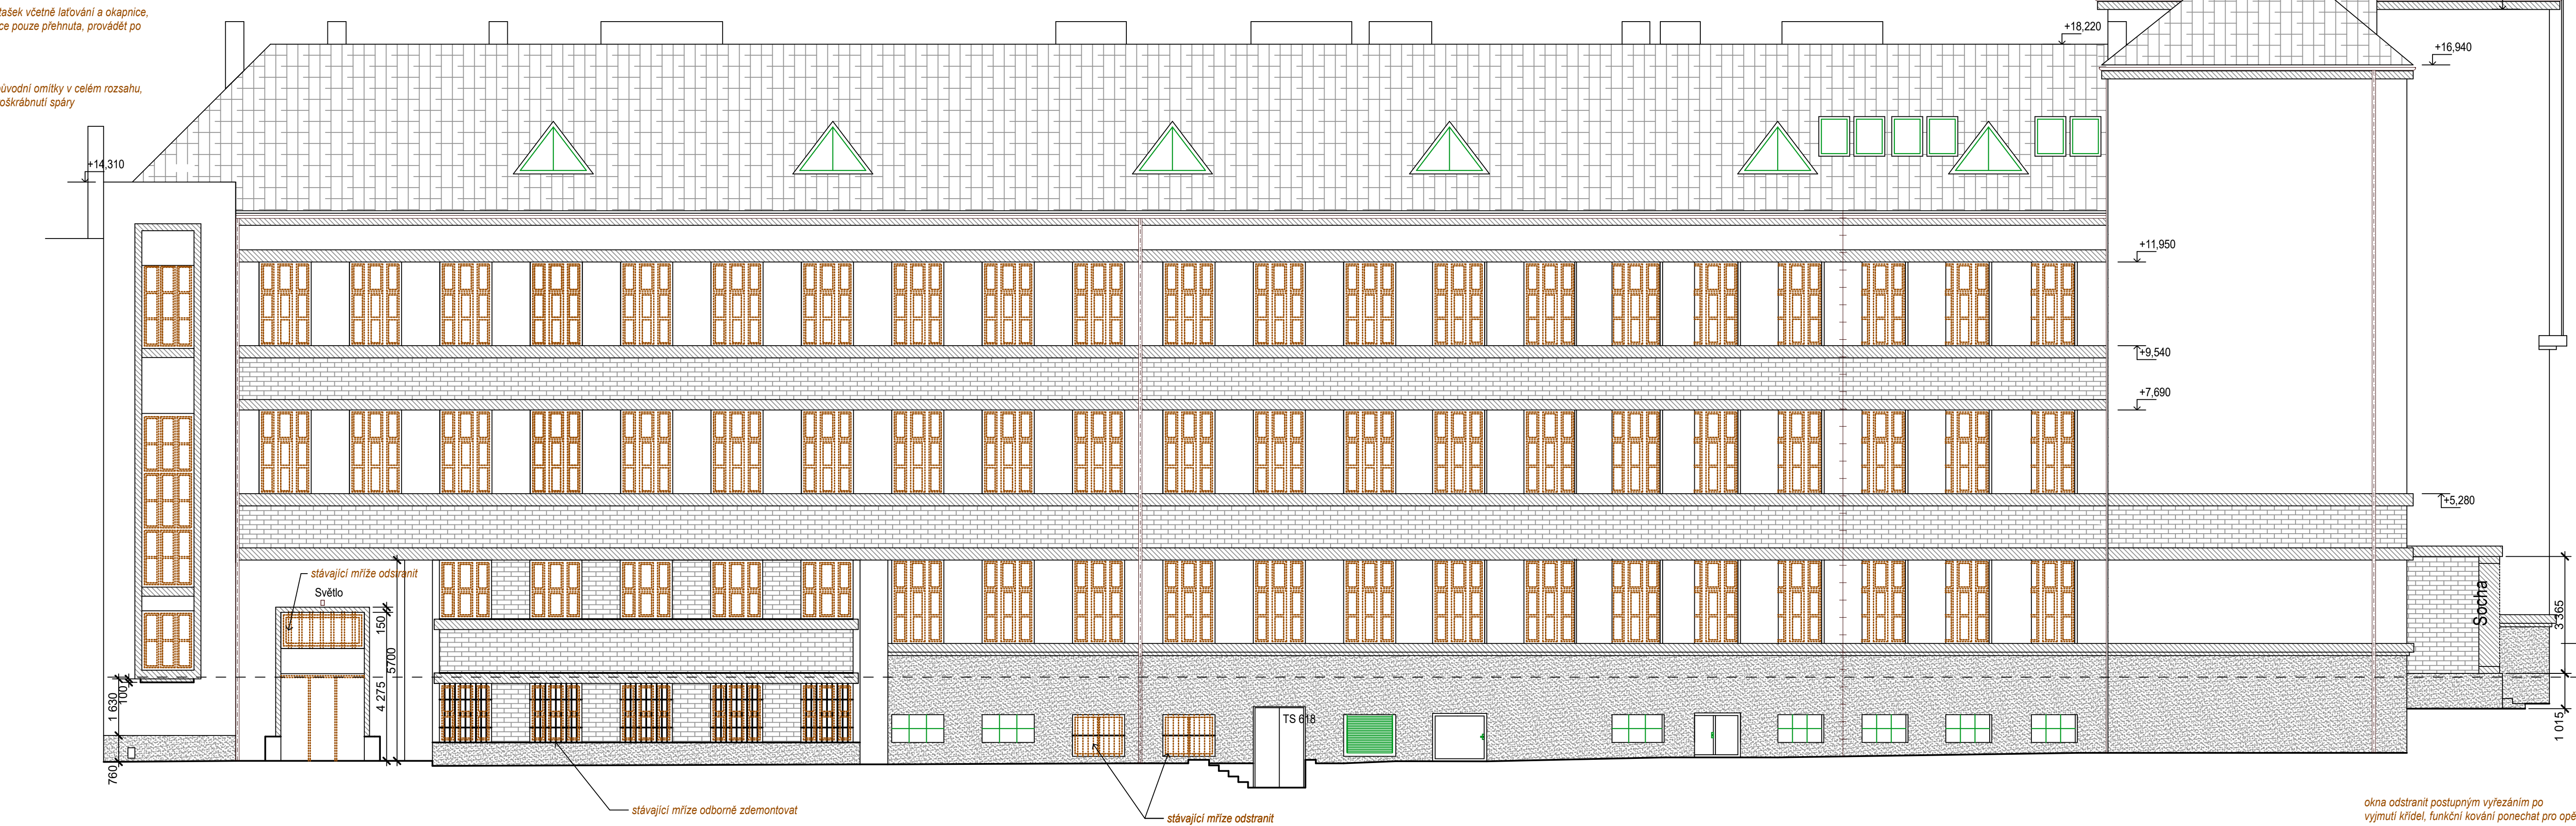 tašek včetně laťování a okapnice,
ce pouze přehnuta, provádět po
+18,220
+16,940
původní omítky v celém rozsahu,
oškrábnutí spáry
+14,310
+11,950
+9,540
+7,690
+5,280
stávající mříže odstranit
Světlo
150
5700
4 275
1 630
100
760
TS 618
Socha
3 365
1 015
stávající mříže odborně zdemontovat
stávající mříze odstranit
okna odstranit postupným vyřezáním po
vyjmutí křídel, funkční kování ponechat pro opě